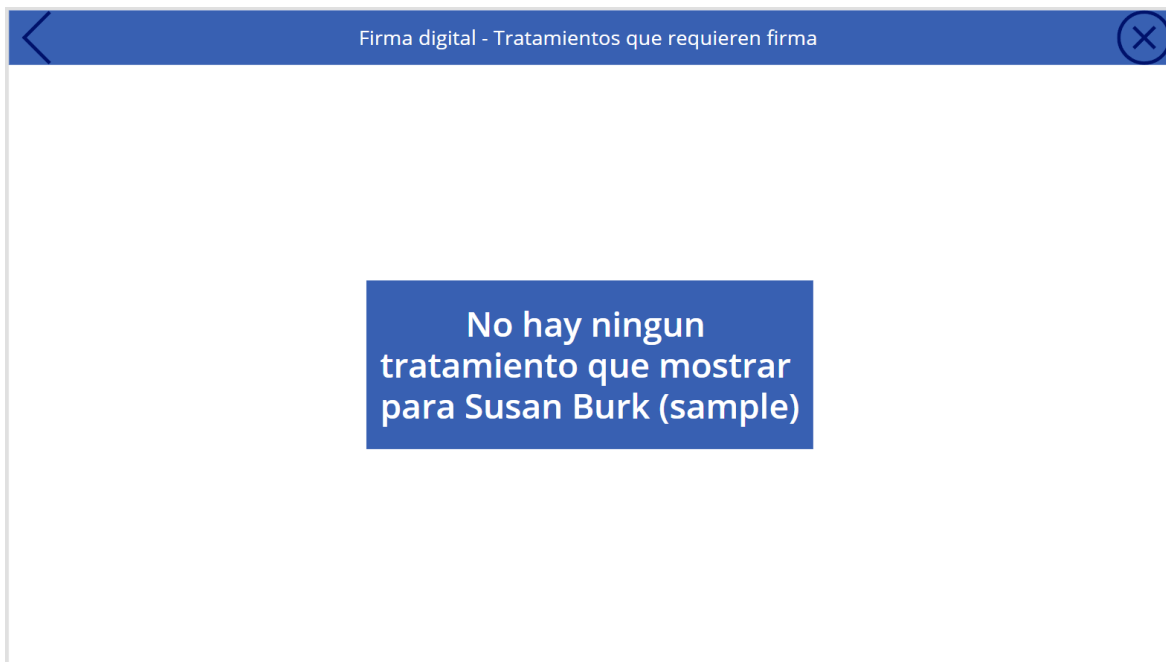 Firma digital - Tratamientos que requieren firma
No hay ningun
tratamiento que mostrar
para Susan Burk (sample)